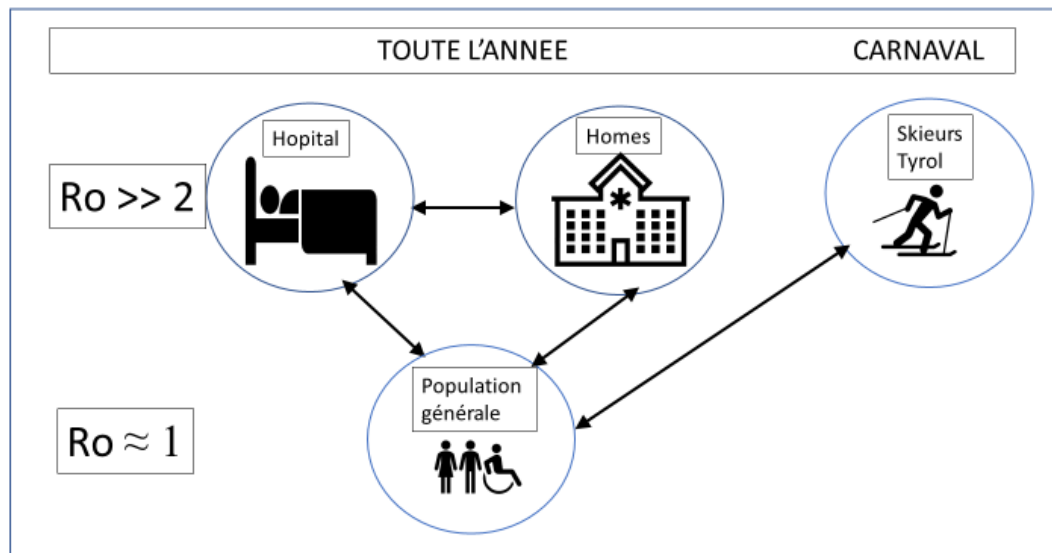 TOUTE L'ANNEE
CARNAVAL
Hopital
Homes
Skieurs
Tyrol
Ro >> 2
Population
générale
Ro ≈ 1